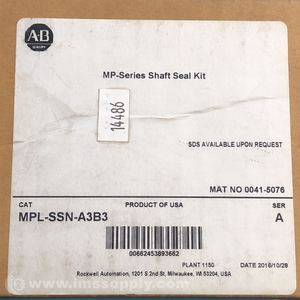 AB
QUALITY
MP-Series Shaft Seal Kit
14486
SDS AVAILABLE UPON REQUEST
MAT NO 0041-5076
CAT
PRODUCT OF USA
SER
MPL-SSN-A3B3
A
00662453893662
PLANT 1150
DATE 2016/10/28
Rockwell Automation, 1201 S 2nd St, Milwaukee, WI 53204, USA
www.imssupply.com